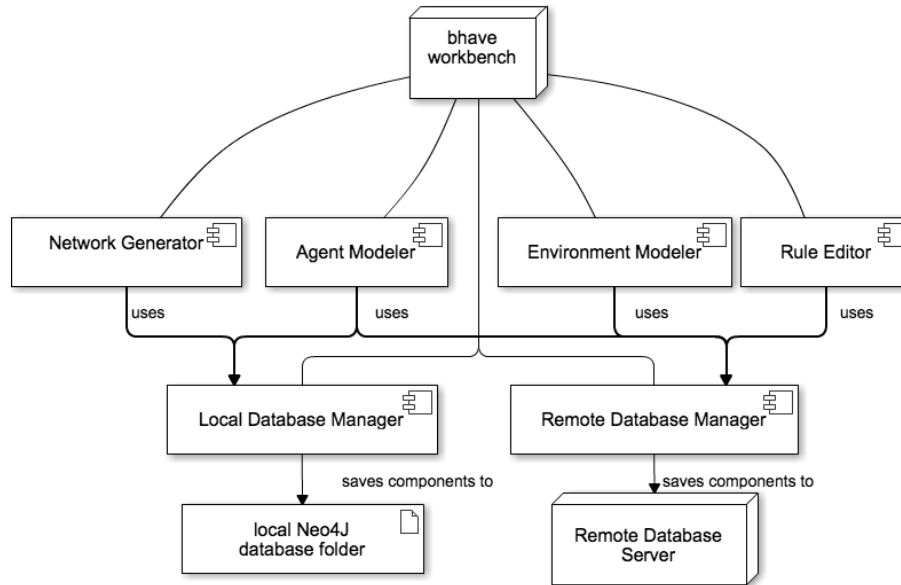 bhave
workbench
Network Generator
Agent Modeler
Environment Modeler
Rule Editor
uses
uses
uses
uses
Local Database Manager
Remote Database Manager
saves components to
saves components to
local Neo4J
database folder
Remote Database
Server